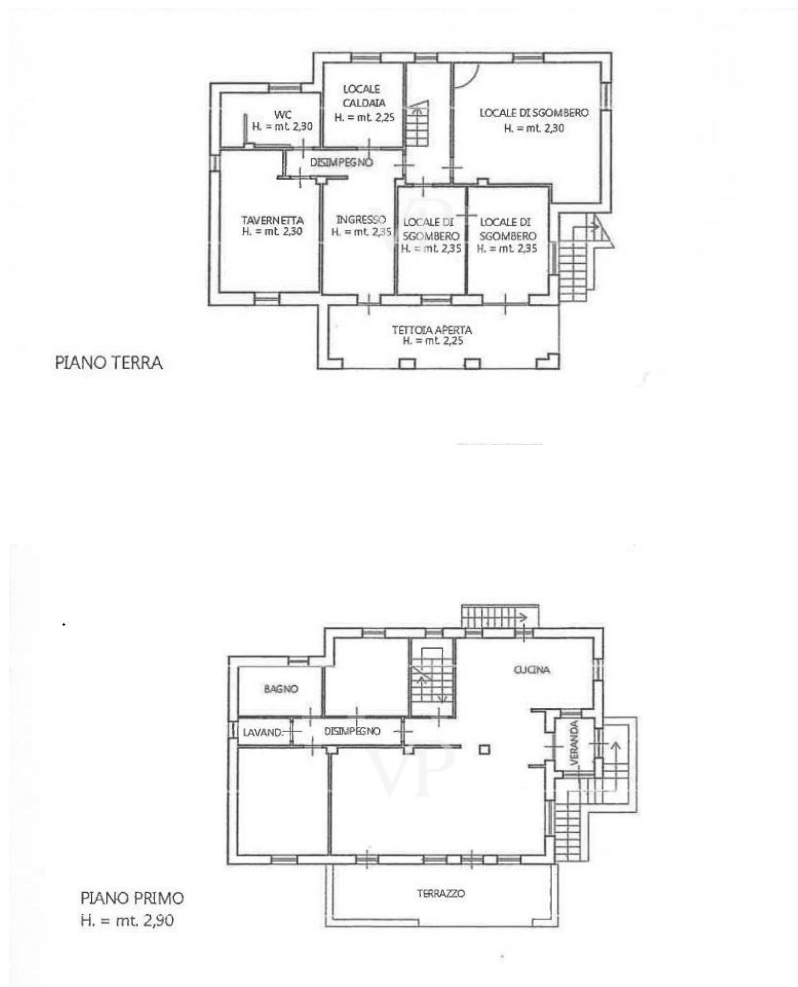 LOCALE
CALDAIA
H. = mt. 2,25
WC
H. = mt. 2,30
LOCALE DI SGOMBERO
H. = mt. 2,30
DISIMPEGNO
TAVERNETTA
H. = mt. 2,30
INGRESSO
H. = mt. 2,35
LOCALE DI
SGOMBERO
H. = mt. 2,35
LOCALE DI
SGOMBERO
H. = mt. 2,35
VP
TETTOIA APERTA
H. = mt. 2,25
PIANO TERRA
CUCINA
BAGNO
LAVAND.
DISIMPEGNO
VERANDA
VP
TERRAZZO
PIANO PRIMO
H. = mt. 2,90